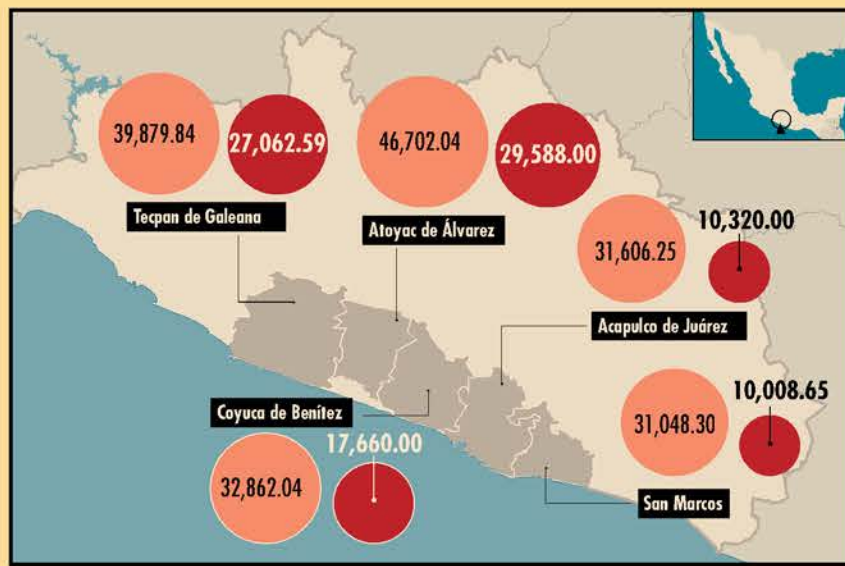 39,879.84
27,062.59
Tecpan de Galeana
46,702.04
29,588.00
Atoyac de Álvarez
31,606.25
10,320.00
Acapulco de Juárez
Coyuca de Benítez
32,862.04
17,660.00
31,048.30
10,008.65
San Marcos